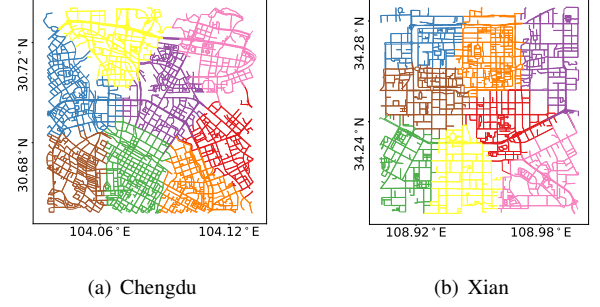 30.72° N
30.68° N
104.06° E
104.12° E
(a) Chengdu
34.28° N
34.24° N
108.92° E
108.98° E
(b) Xian